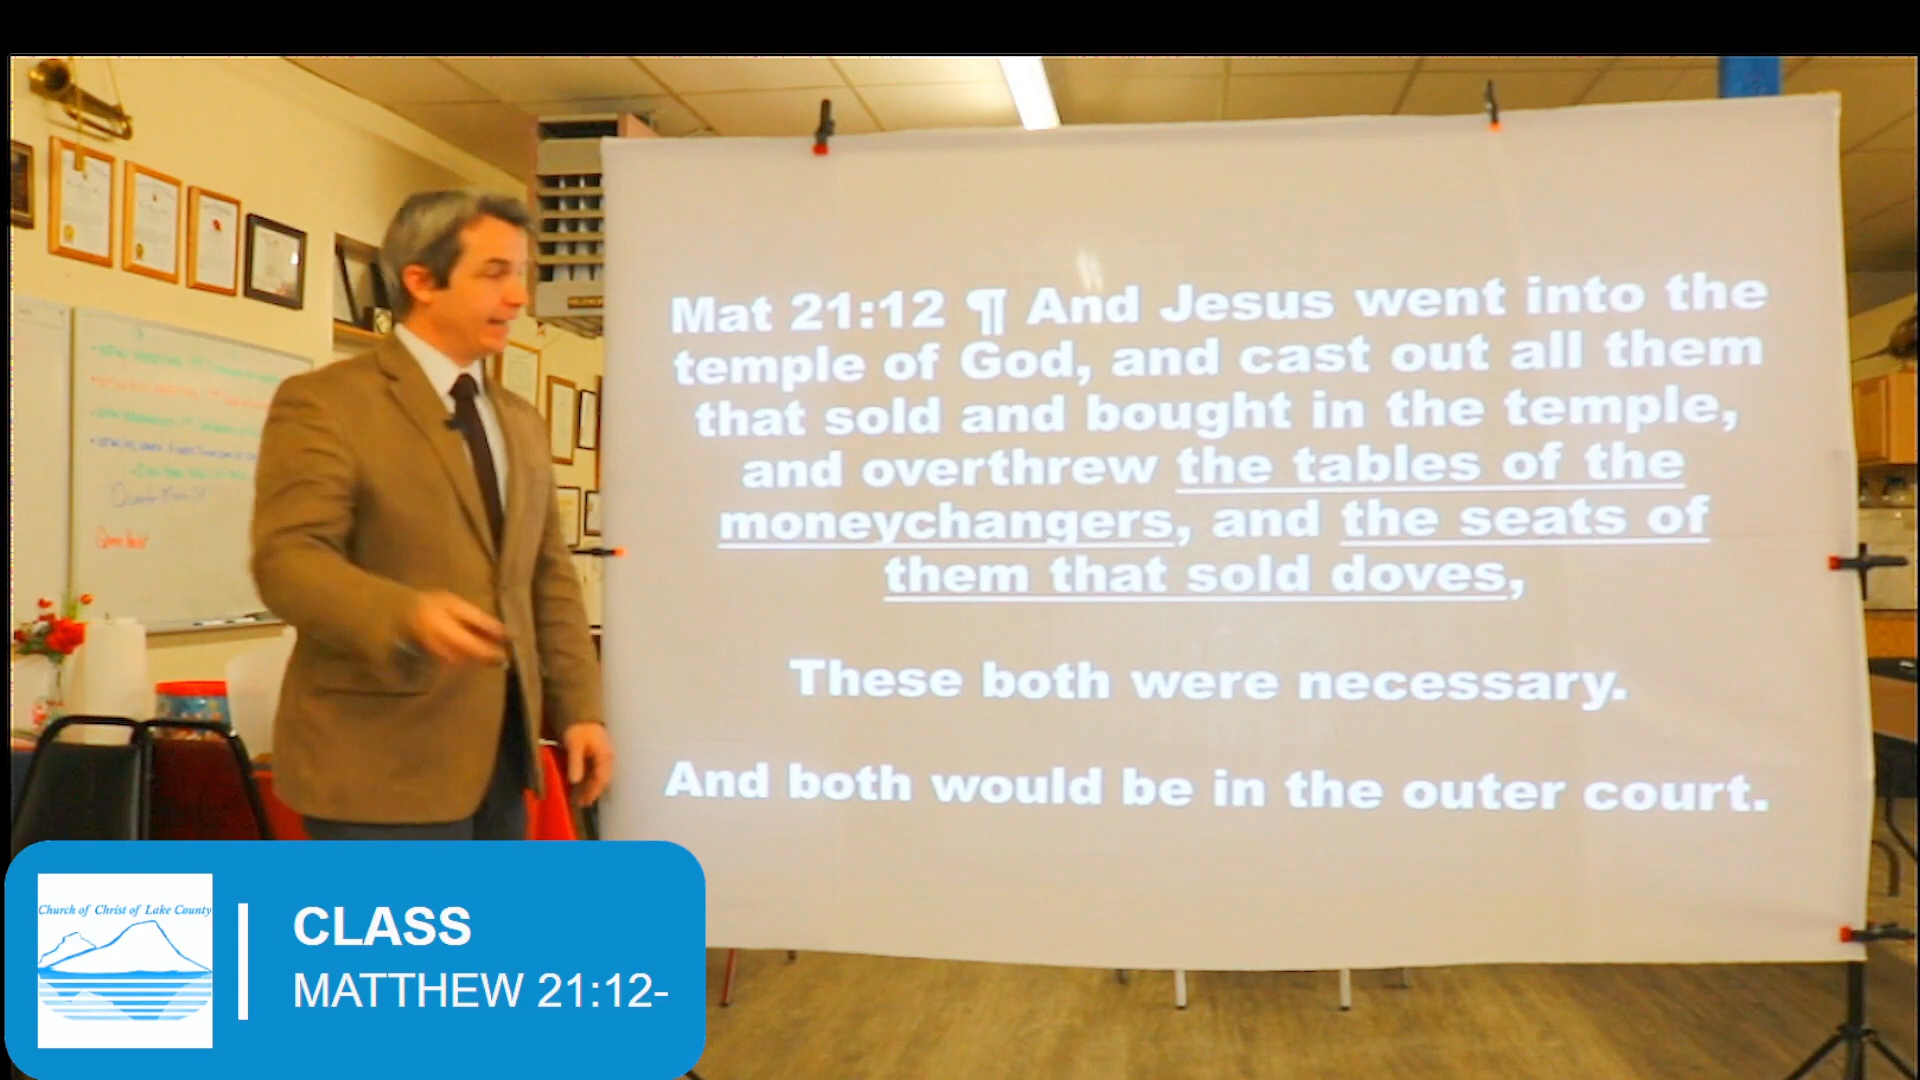 Mat 21:12 ¶ And Jesus went into the
temple of God, and cast out all them
that sold and bought in the temple,
and overthrew the tables of the
moneychangers, and the seats of
them that sold doves,
These both were necessary.
And both would be in the outer court.
Church of Christ of Lake County
CLASS
MATTHEW 21:12-